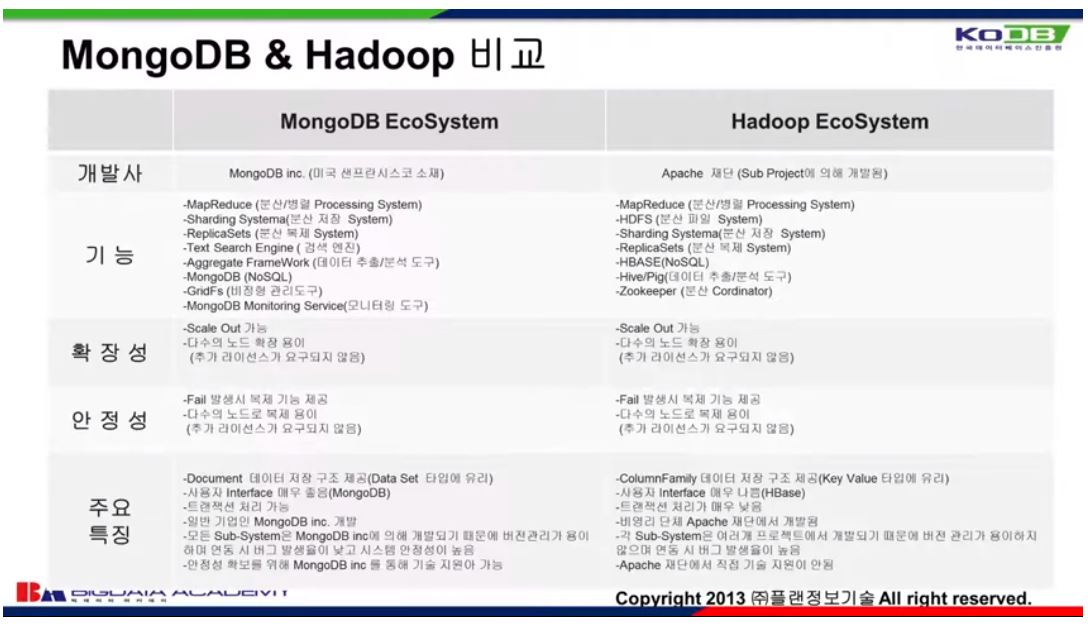 MongoDB & Hadoop 비교
KODB
한국데이터베이스진흥원
MongoDB EcoSystem
Hadoop EcoSystem
개발사
MongoDB inc. (미국 샌프란시스코 소재)
Apache 재단 (Sub Project에 의해 개발됨)
기 능
-MapReduce (분산/병렬 Processing System)
-Sharding Systema(분산 저장 System)
-ReplicaSets (분산 복제 System)
-Text Search Engine ( 검색 엔진)
-Aggregate FrameWork (데이터 추출/분석 도구)
-MongoDB (NoSQL)
-GridFs (비정형 관리도구)
-MongoDB Monitoring Service(모니터링 도구)
-MapReduce (분산/병렬 Processing System)
-HDFS (분산 파일 System)
-Sharding Systema(분산 저장 System)
-ReplicaSets (분산 복제 System)
-HBASE(NoSQL)
-Hive/Pig(데이터 추출/분석 도구)
-Zookeeper (분산 Cordinator)
확 장 성
-Scale Out 가능
-다수의 노드 확장 용이
(추가 라이선스가 요구되지 않음)
-Scale Out 가능
-다수의 노드 확장 용이
(추가 라이선스가 요구되지 않음)
안 정 성
-Fail 발생시 복제 기능 제공
-다수의 노드로 복제 용이
(추가 라이선스가 요구되지 않음)
-Fail 발생시 복제 기능 제공
-다수의 노드로 복제 용이
(추가 라이선스가 요구되지 않음)
주요
특징
-Document 데이터 저장 구조 제공(Data Set 타입에 유리)
-사용자 Interface 매우 좋음(MongoDB)
-트랜잭션 처리 가능
-일반 기업인 MongoDB inc. 개발
-모든 Sub-System은 MongoDB inc에 의해 개발되기 때문에 버전관리가 용이
하며 연동 시 버그 발생율이 낮고 시스템 안정성이 높음
-안정성 확보를 위해 MongoDB inc 를 통해 기술 지원아 가능
-ColumnFamily 데이터 저장 구조 제공(Key Value 타입에 유리)
-사용자 Interface 매우 나쁨(HBase)
-트랜잭션 처리가 매우 낮음
-비영리 단체 Apache 재단에서 개발됨
-각 Sub-System은 여러개 프로젝트에서 개발되기 때문에 버젼 관리가 용이하지
않으며 연동 시 버그 발생율이 높음
-Apache 재단에서 직접 기술 지원이 안됨
BIGDATA ACADEMY
빅데이터 아카데미
Copyright 2013 ㈜플랜정보기술 All right reserved.